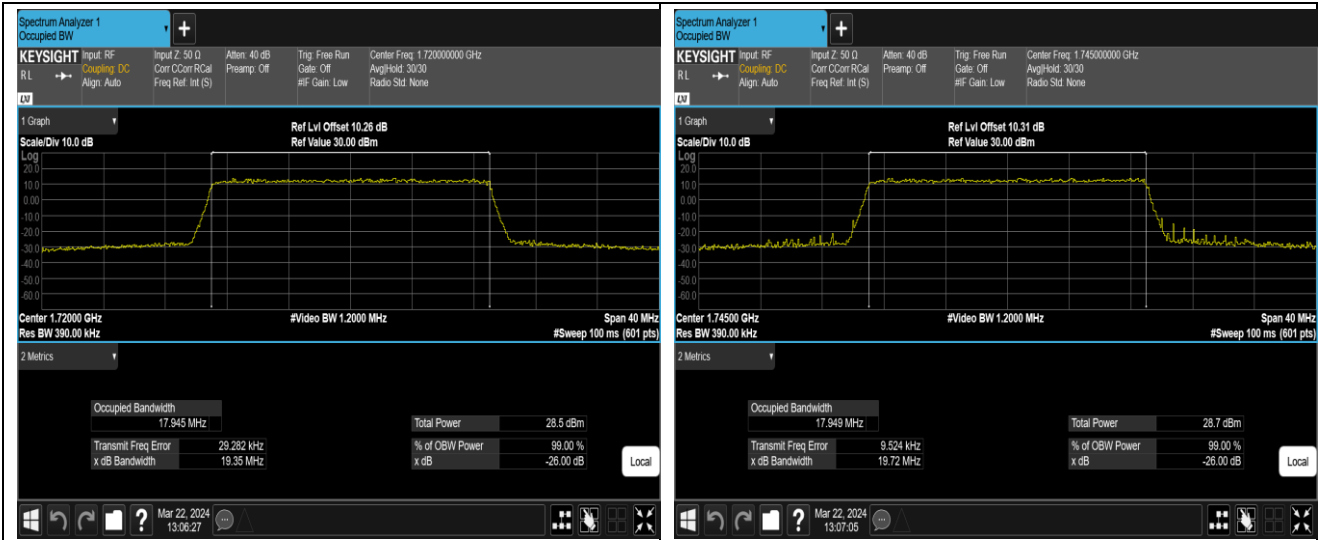 Spectrum Analyzer 1
Occupied BW
+
KEYSIGHT Input: RF Input Z: 50 Ω Atten: 40 dB Trig: Free Run Center Freq: 1.720000000 GHz
RL Coupling: DC Corr CCorr RCal Preamp: Off Gate: Off Avg|Hold: 30/30
Align: Auto Freq Ref: Int (S) #IF Gain: Low Radio Std: None
LXI
1 Graph
Ref Lvl Offset 10.26 dB
Scale/Div 10.0 dB Ref Value 30.00 dBm
Log
20.0
10.0
0.00
-10.0
-20.0
-30.0
-40.0
-50.0
-60.0
Center 1.72000 GHz #Video BW 1.2000 MHz Span 40 MHz
Res BW 390.00 kHz #Sweep 100 ms (601 pts)
2 Metrics
Occupied Bandwidth
17.945 MHz Total Power 28.5 dBm
Transmit Freq Error 29.282 kHz % of OBW Power 99.00 %
x dB Bandwidth 19.35 MHz x dB -26.00 dB
Local
? Mar 22, 2024
13:06:27
Spectrum Analyzer 1
Occupied BW
+
KEYSIGHT Input: RF Input Z: 50 Ω Atten: 40 dB Trig: Free Run Center Freq: 1.745000000 GHz
RL Coupling: DC Corr CCorr RCal Preamp: Off Gate: Off Avg|Hold: 30/30
Align: Auto Freq Ref: Int (S) #IF Gain: Low Radio Std: None
LXI
1 Graph
Ref Lvl Offset 10.31 dB
Scale/Div 10.0 dB Ref Value 30.00 dBm
Log
20.0
10.0
0.00
-10.0
-20.0
-30.0
-40.0
-50.0
-60.0
Center 1.74500 GHz #Video BW 1.2000 MHz Span 40 MHz
Res BW 390.00 kHz #Sweep 100 ms (601 pts)
2 Metrics
Occupied Bandwidth
17.949 MHz Total Power 28.7 dBm
Transmit Freq Error 9.524 kHz % of OBW Power 99.00 %
x dB Bandwidth 19.72 MHz x dB -26.00 dB
Local
? Mar 22, 2024
13:07:05